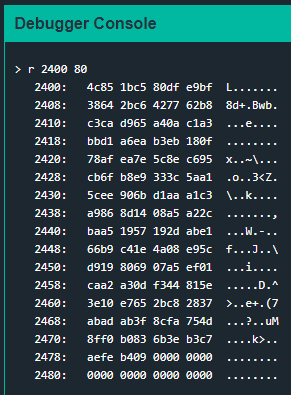 Debugger Console
> r 2400 80
2400: 4c85 1bc5 80df e9bf L.......
2408: 3864 2bc6 4277 62b8 8d+.Bwb.
2410: c3ca d965 a40a c1a3 ...e....
2418: bbd1 a6ea b3eb 180f ........
2420: 78af ea7e 5c8e c695 x..~\...
2428: cb6f b8e9 333c 5aa1 .o..3<Z.
2430: 5cee 906b d1aa a1c3 \..k....
2438: a986 8d14 08a5 a22c .......,
2440: baa5 1957 192d abe1 ...W.-..
2448: 66b9 c41e 4a08 e95c f...J..\
2450: d919 8069 07a5 ef01 ...i....
2458: caa2 a30d f344 815e .....D.^
2460: 3e10 e765 2bc8 2837 >..e+.(7
2468: abad ab3f 8cfa 754d ...?..uM
2470: 8ff0 b083 6b3e b3c7 ....k>..
2478: aefe b409 0000 0000 ........
2480: 0000 0000 0000 0000 ........